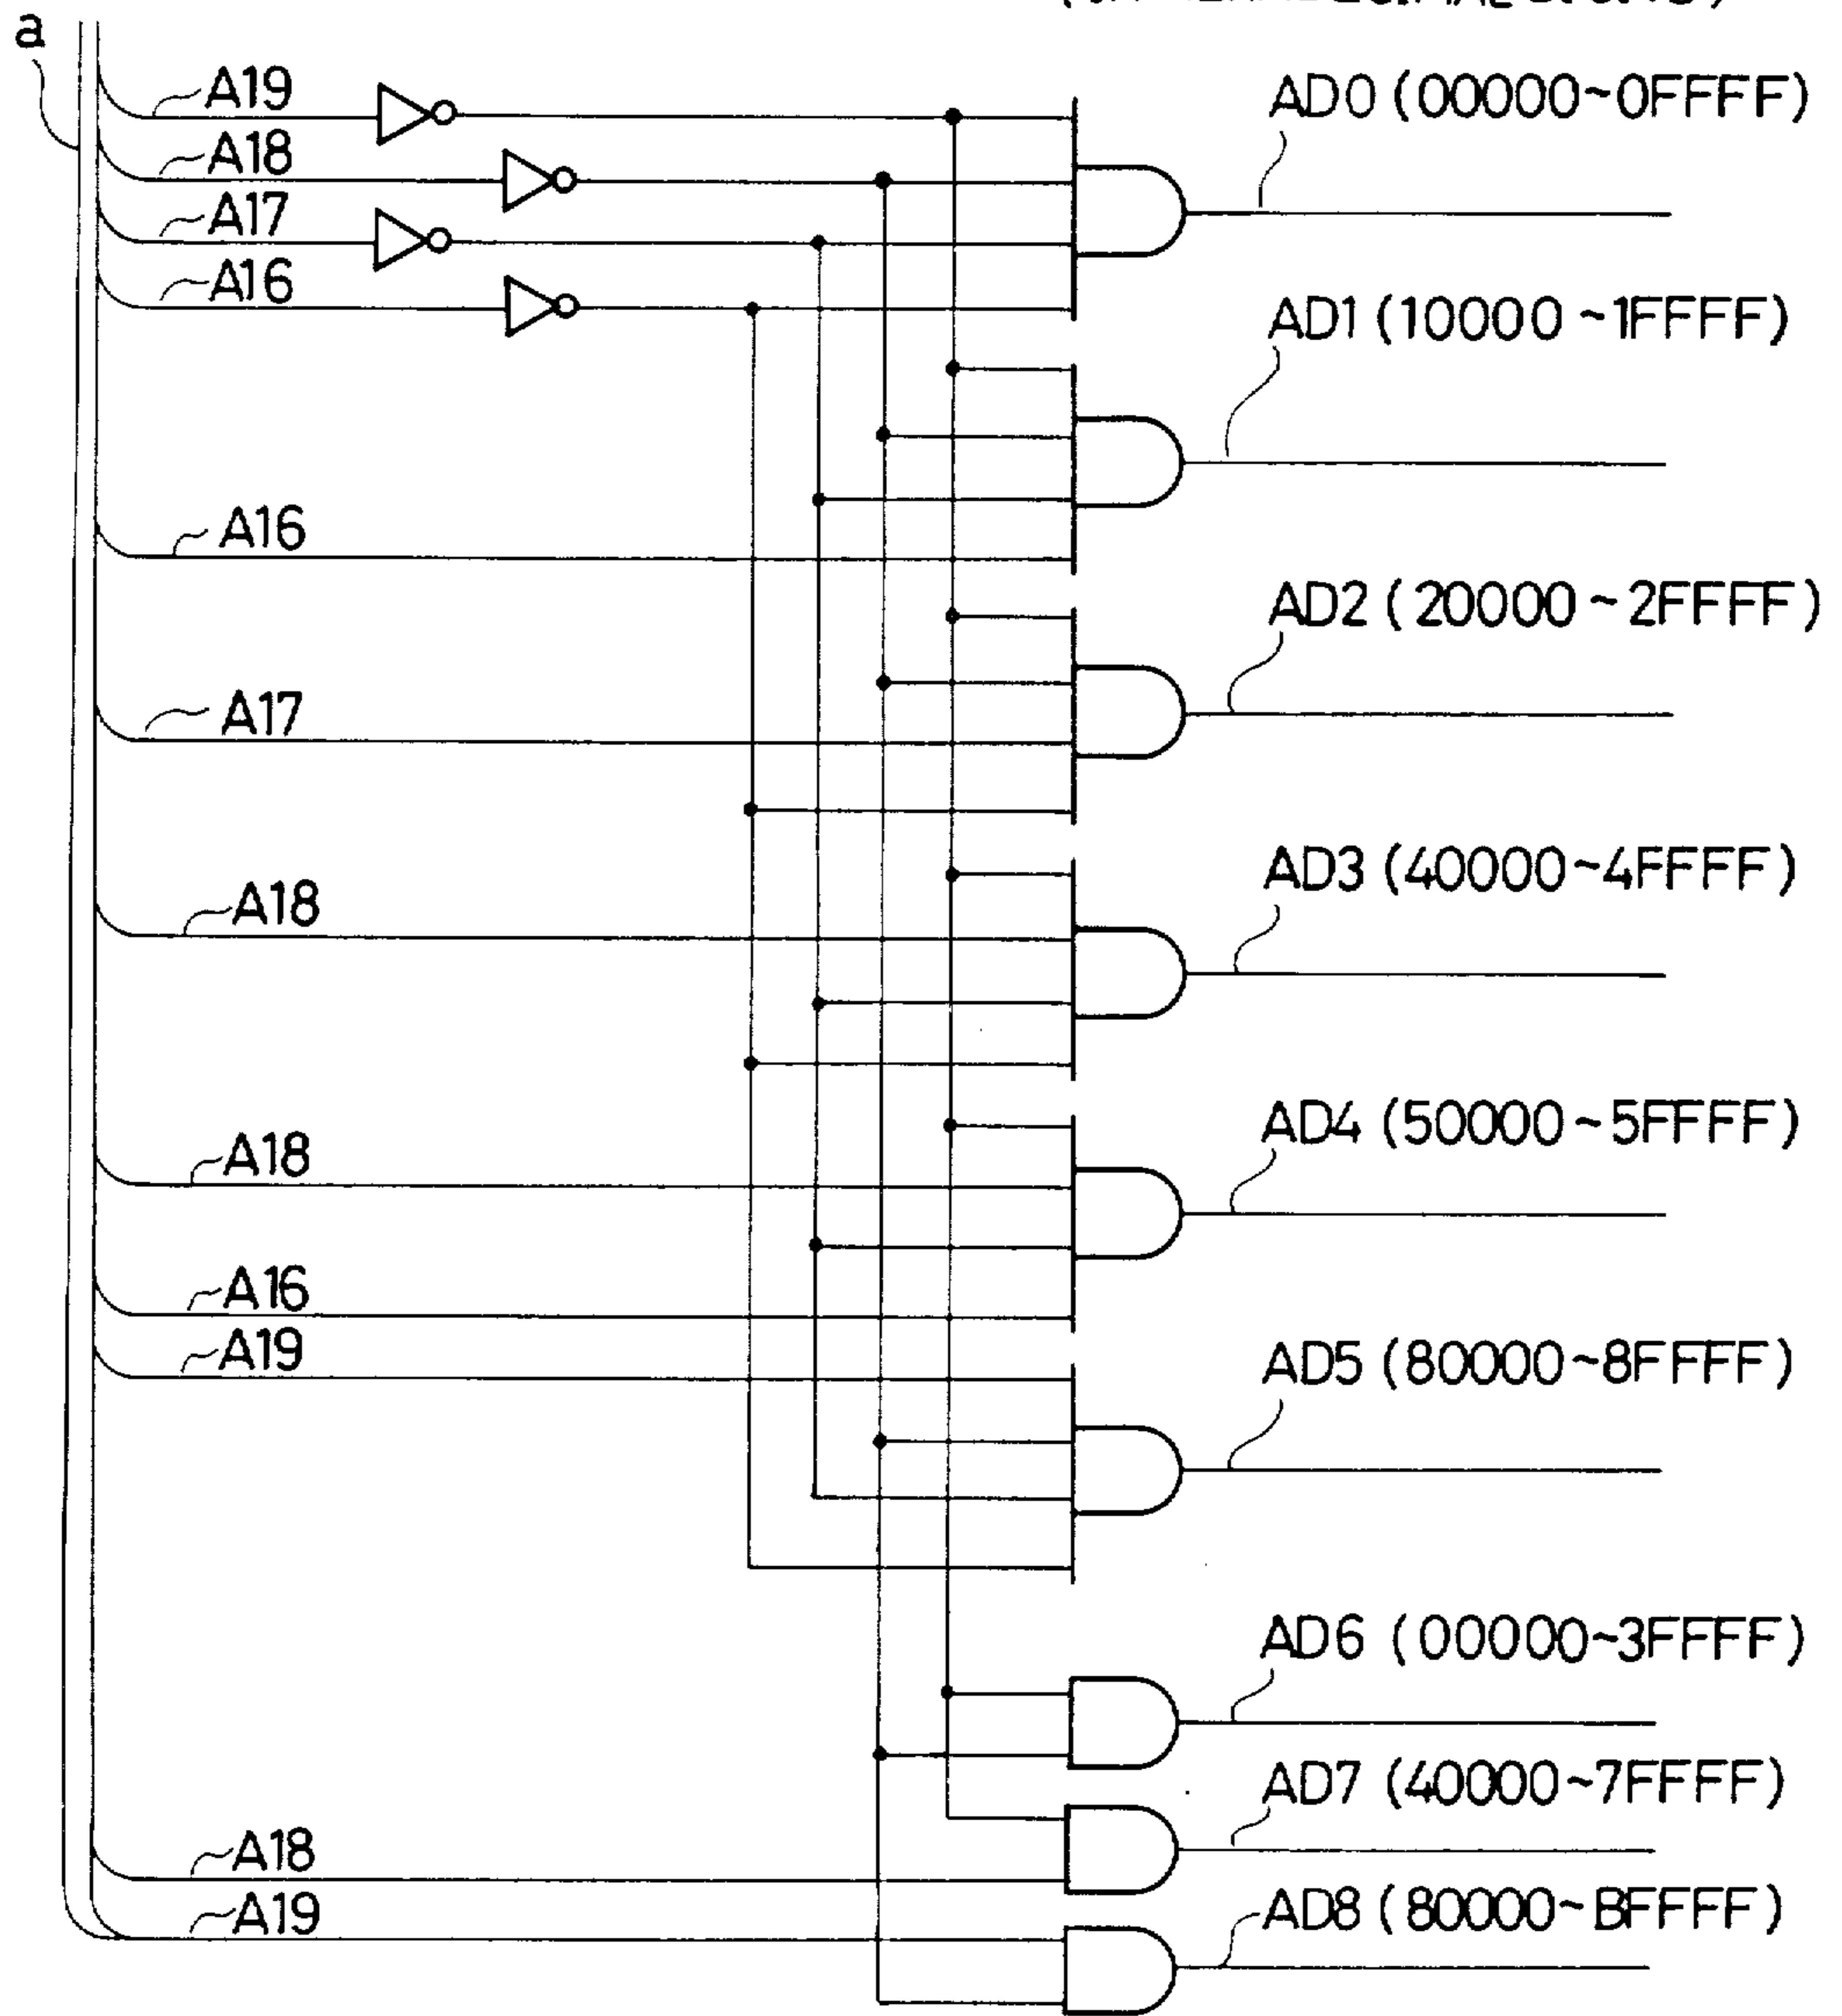 a
A19
AD0 (00000~0FFFF)
A18
A17
A16
AD1 (10000~1FFFF)
A16
AD2 (20000~2FFFF)
A17
AD3 (40000~4FFFF)
A18
AD4 (50000~5FFFF)
A18
A16
A19
AD5 (80000~8FFFF)
AD6 (00000~3FFFF)
AD7 (40000~7FFFF)
A18
A19
AD8 (80000~BFFFF)